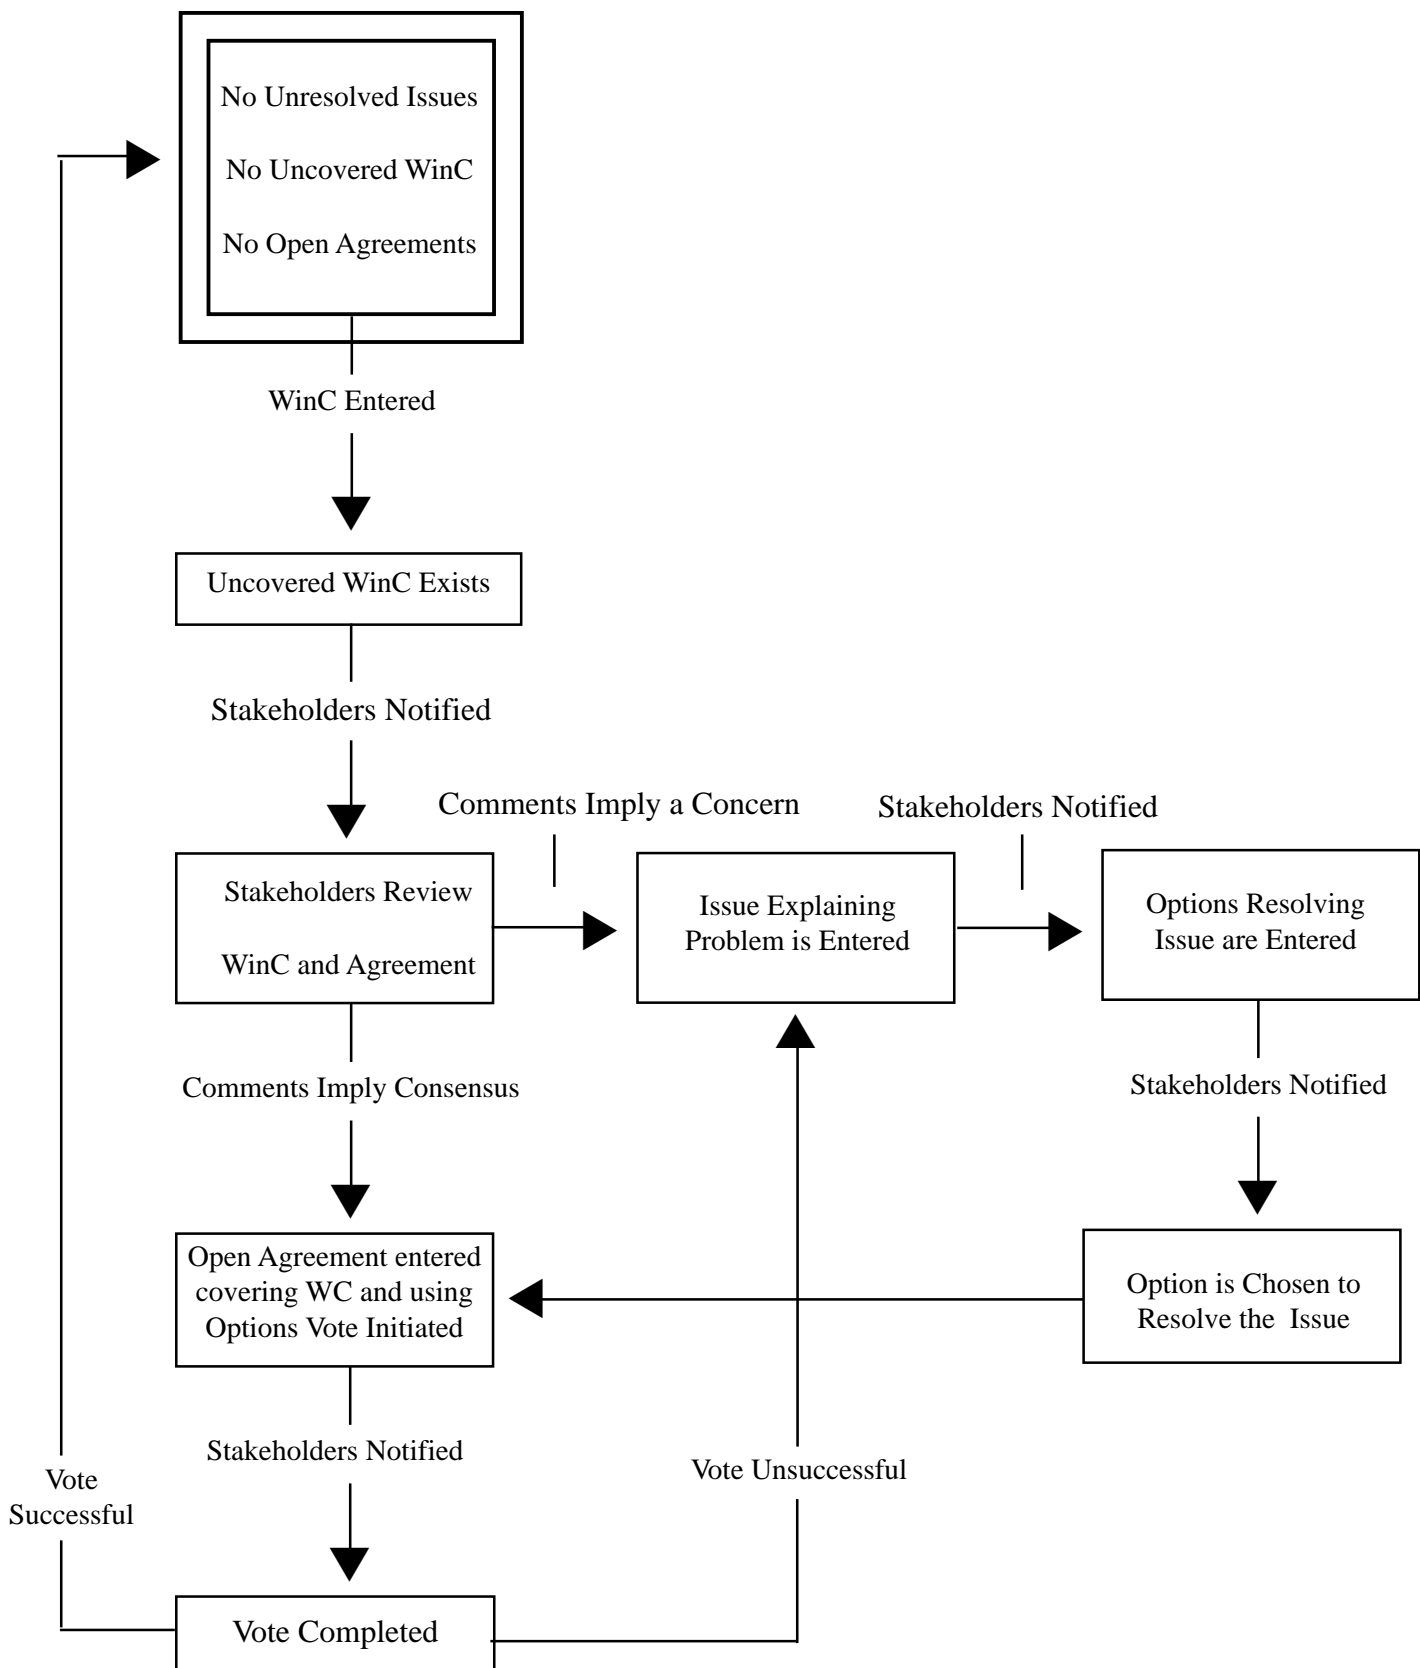 No Unresolved Issues
No Uncovered WinC
No Open Agreements
WinC Entered
Uncovered WinC Exists
Stakeholders Notified
Comments Imply a Concern
Stakeholders Notified
Stakeholders Review
WinC and Agreement
Issue Explaining
Problem is Entered
Options Resolving
Issue are Entered
Comments Imply Consensus
Stakeholders Notified
Open Agreement entered
covering WC and using
Options Vote Initiated
Option is Chosen to
Resolve the Issue
Stakeholders Notified
Vote Unsuccessful
Vote
Successful
Vote Completed